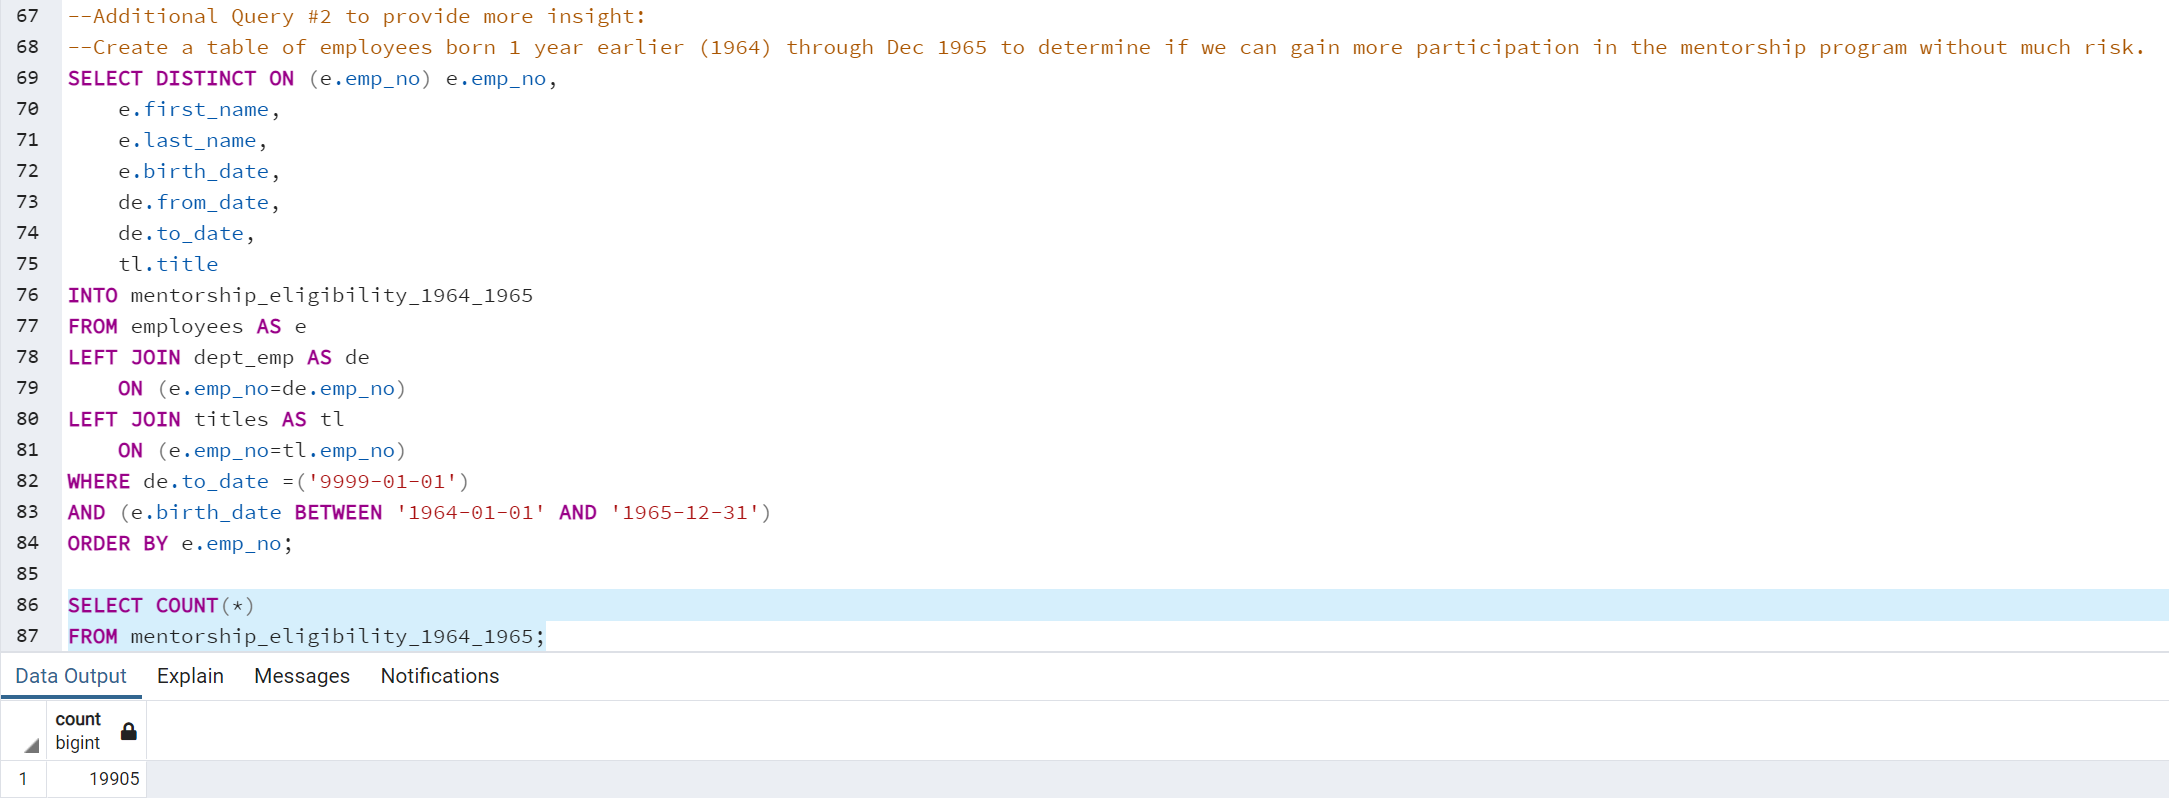 67 --Additional Query #2 to provide more insight:
68 --Create a table of employees born 1 year earlier (1964) through Dec 1965 to determine if we can gain more participation in the mentorship program without much risk.
69 SELECT DISTINCT ON (e.emp_no) e.emp_no,
70     e.first_name,
71     e.last_name,
72     e.birth_date,
73     de.from_date,
74     de.to_date,
75     tl.title
76 INTO mentorship_eligibility_1964_1965
77 FROM employees AS e
78 LEFT JOIN dept_emp AS de
79     ON (e.emp_no=de.emp_no)
80 LEFT JOIN titles AS tl
81     ON (e.emp_no=tl.emp_no)
82 WHERE de.to_date =('9999-01-01')
83 AND (e.birth_date BETWEEN '1964-01-01' AND '1965-12-31')
84 ORDER BY e.emp_no;
85
86 SELECT COUNT(*)
87 FROM mentorship_eligibility_1964_1965;
Data Output Explain Messages Notifications
count
bigint
1 19905